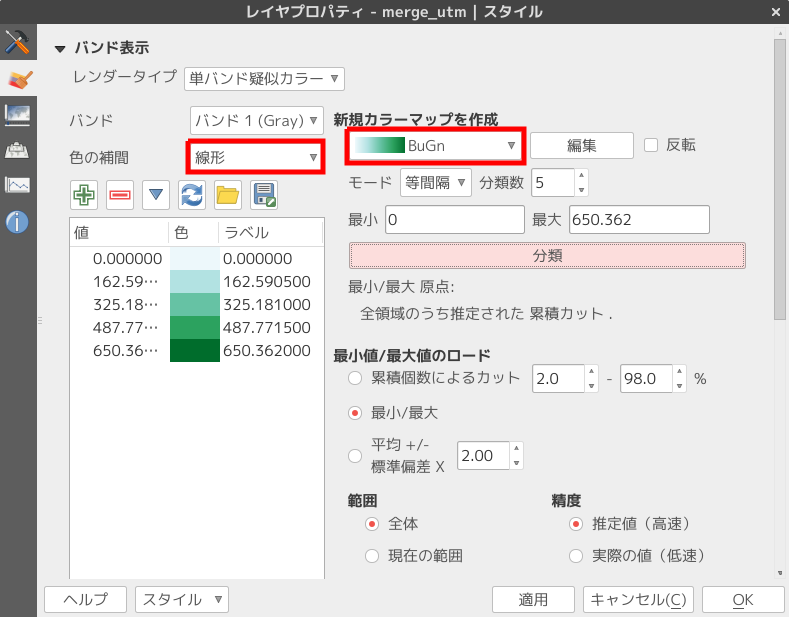 レイヤプロパティ - merge_utm | スタイル
バンド表示
レンダータイプ 単バンド疑似カラー
バンド バンド 1 (Gray)
色の補間 線形
値 色 ラベル
0.000000 0.000000
162.59… 162.590500
325.18… 325.181000
487.77… 487.771500
650.36… 650.362000
新規カラーマップを作成
BuGn 編集 反転
モード 等間隔 分類数 5
最小 0 最大 650.362
分類
最小/最大 原点:
全領域のうち推定された 累積カット .
最小値/最大値のロード
累積個数によるカット 2.0 - 98.0 %
最小/最大
平均 +/-
標準偏差 X 2.00
範囲 精度
全体 推定値（高速）
現在の範囲 実際の値（低速）
ヘルプ スタイル 適用 キャンセル(C) OK